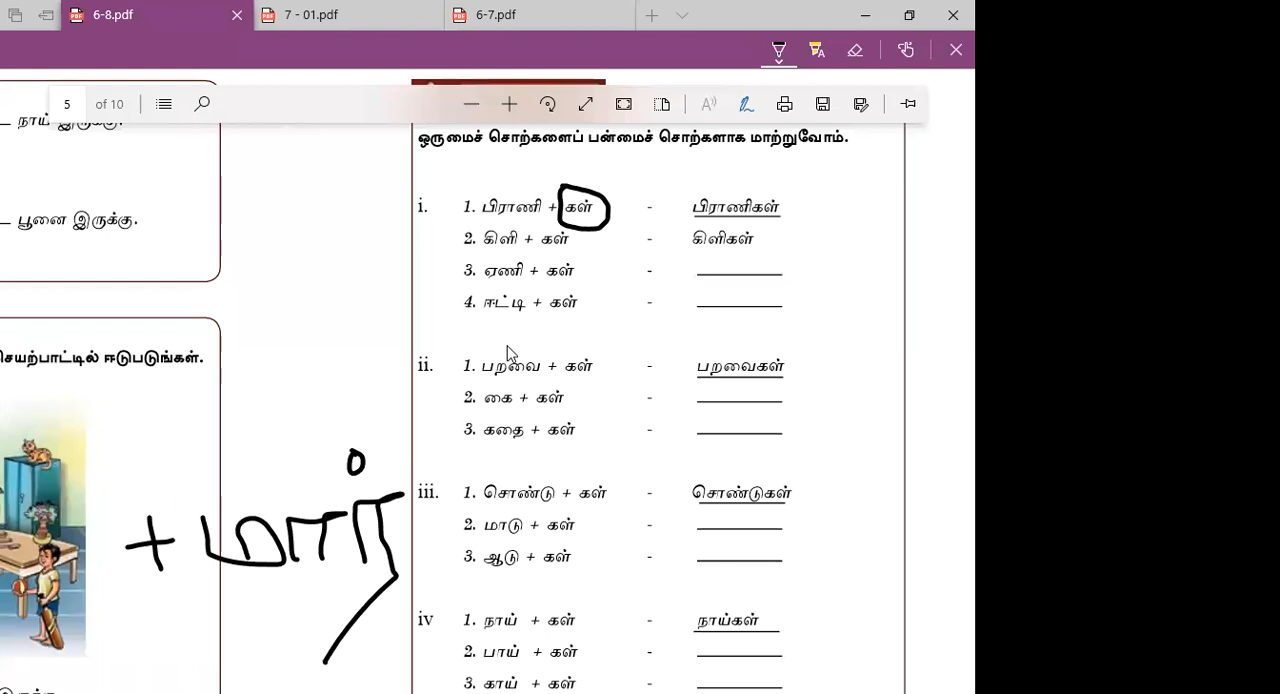 6-8.pdf
7 - 01.pdf
6-7.pdf
5 of 10
நாய் இருக்கு.
பூனை இருக்கு.
செயற்பாட்டில் ஈடுபடுங்கள்.
+ மார்
ஒருமைச் சொற்களைப் பன்மைச் சொற்களாக மாற்றுவோம்.
i. 1. பிராணி + கள் - பிராணிகள்
2. கிளி + கள் - கிளிகள்
3. ஏணி + கள் -
4. ஈட்டி + கள் -
ii. 1. பறவை + கள் - பறவைகள்
2. கை + கள் -
3. கதை + கள் -
iii. 1. சொண்டு + கள் - சொண்டுகள்
2. மாடு + கள் -
3. ஆடு + கள் -
iv 1. நாய் + கள் - நாய்கள்
2. பாய் + கள் -
3. காய் + கள் -